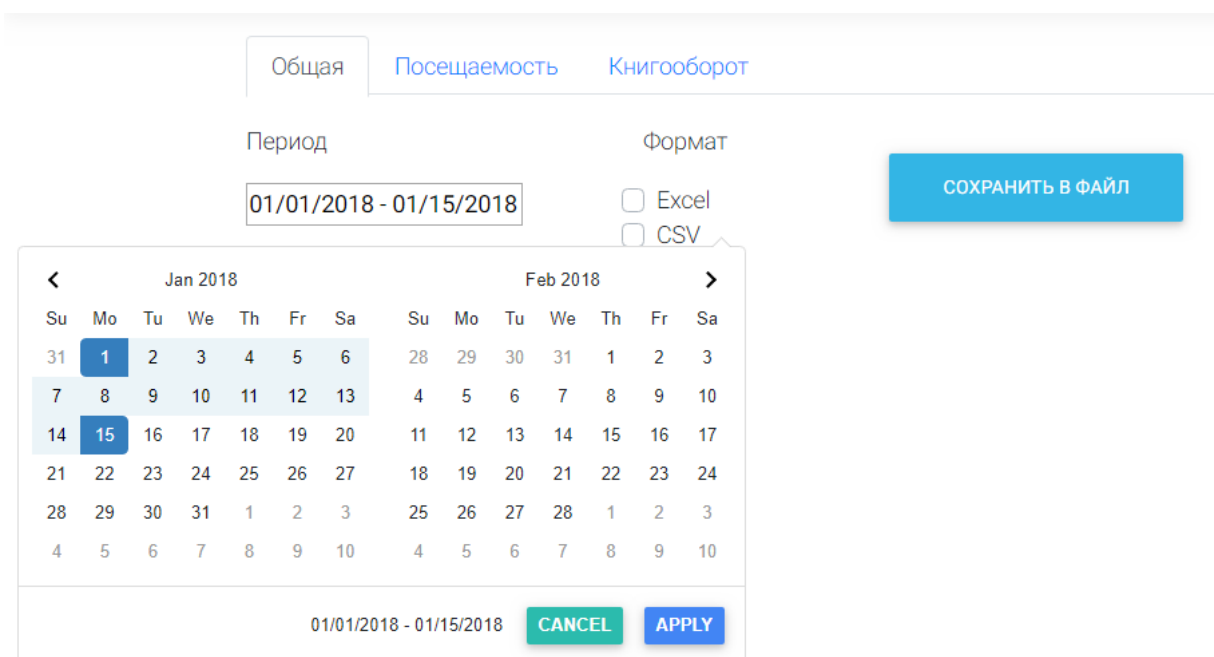 Общая Посещаемость Книгооборот
Период Формат
01/01/2018 - 01/15/2018 Excel СОХРАНИТЬ В ФАЙЛ
CSV
Jan 2018 Feb 2018
Su Mo Tu We Th Fr Sa Su Mo Tu We Th Fr Sa
31 1 2 3 4 5 6 28 29 30 31 1 2 3
7 8 9 10 11 12 13 4 5 6 7 8 9 10
14 15 16 17 18 19 20 11 12 13 14 15 16 17
21 22 23 24 25 26 27 18 19 20 21 22 23 24
28 29 30 31 1 2 3 25 26 27 28 1 2 3
4 5 6 7 8 9 10 4 5 6 7 8 9 10
01/01/2018 - 01/15/2018 CANCEL APPLY